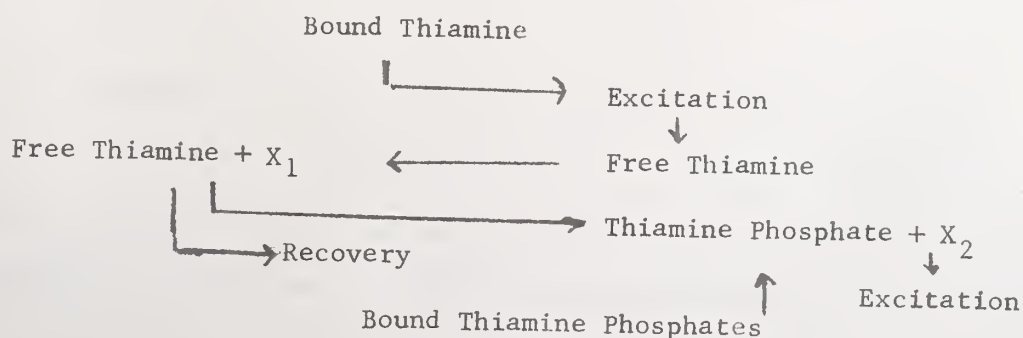 Bound Thiamine
Excitation
Free Thiamine + X1
Free Thiamine
Thiamine Phosphate + X2
Recovery
Excitation
Bound Thiamine Phosphates